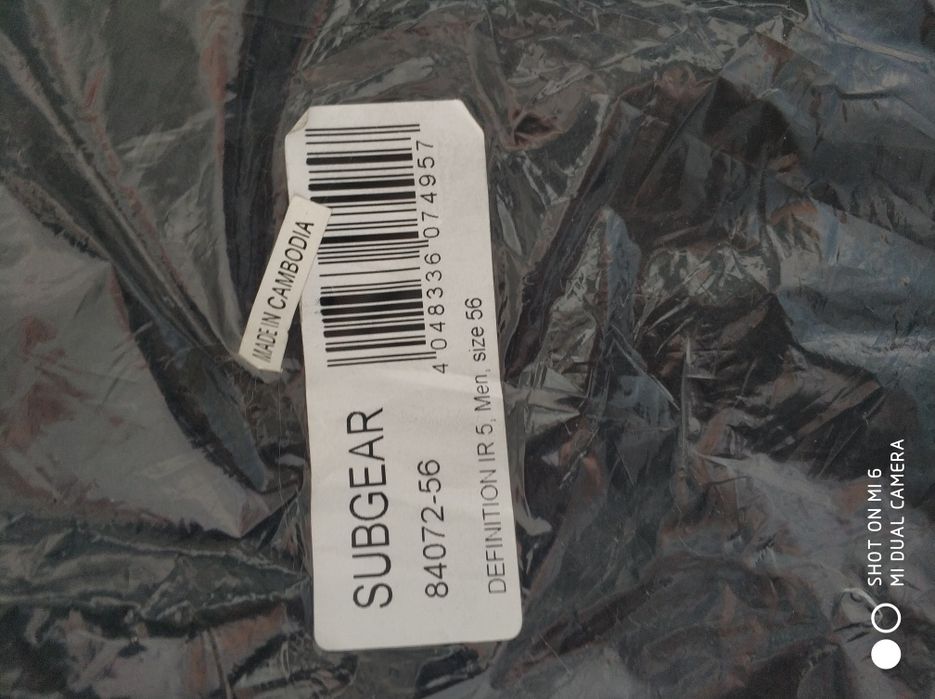 SUBGEAR
84072-56
DEFINITION IR 5, Men, size 56
4 048336 074957
MADE IN CAMBODIA
SHOT ON MI 6
MI DUAL CAMERA